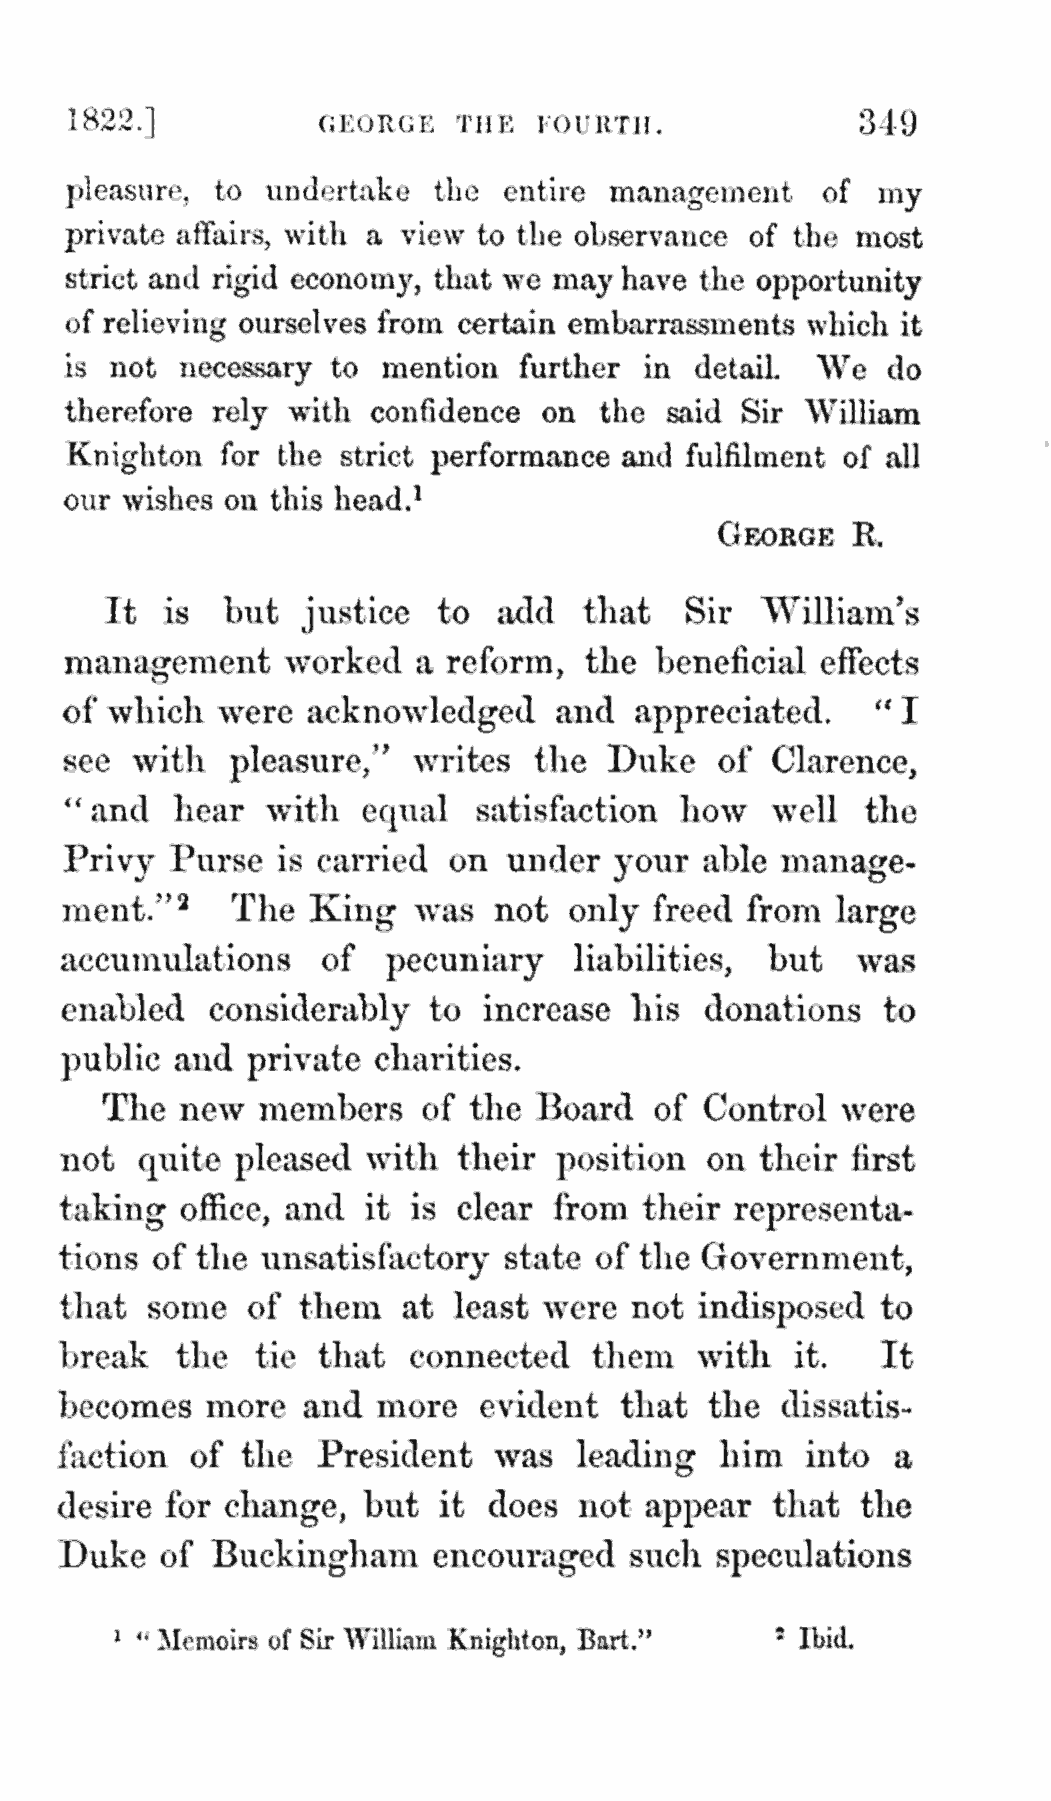 1822.] GEORGE THE FOURTH. 349
pleasure, to undertake the entire management of my
private affairs, with a view to the observance of the most
strict and rigid economy, that we may have the opportunity
of relieving ourselves from certain embarrassments which it
is not necessary to mention further in detail. We do
therefore rely with confidence on the said Sir William
Knighton for the strict performance and fulfilment of all
our wishes on this head.¹
GEORGE R.
It is but justice to add that Sir William's
management worked a reform, the beneficial effects
of which were acknowledged and appreciated. "I
see with pleasure," writes the Duke of Clarence,
"and hear with equal satisfaction how well the
Privy Purse is carried on under your able manage-
ment."² The King was not only freed from large
accumulations of pecuniary liabilities, but was
enabled considerably to increase his donations to
public and private charities.
The new members of the Board of Control were
not quite pleased with their position on their first
taking office, and it is clear from their representa-
tions of the unsatisfactory state of the Government,
that some of them at least were not indisposed to
break the tie that connected them with it. It
becomes more and more evident that the dissatis-
faction of the President was leading him into a
desire for change, but it does not appear that the
Duke of Buckingham encouraged such speculations
¹ "Memoirs of Sir William Knighton, Bart." ² Ibid.